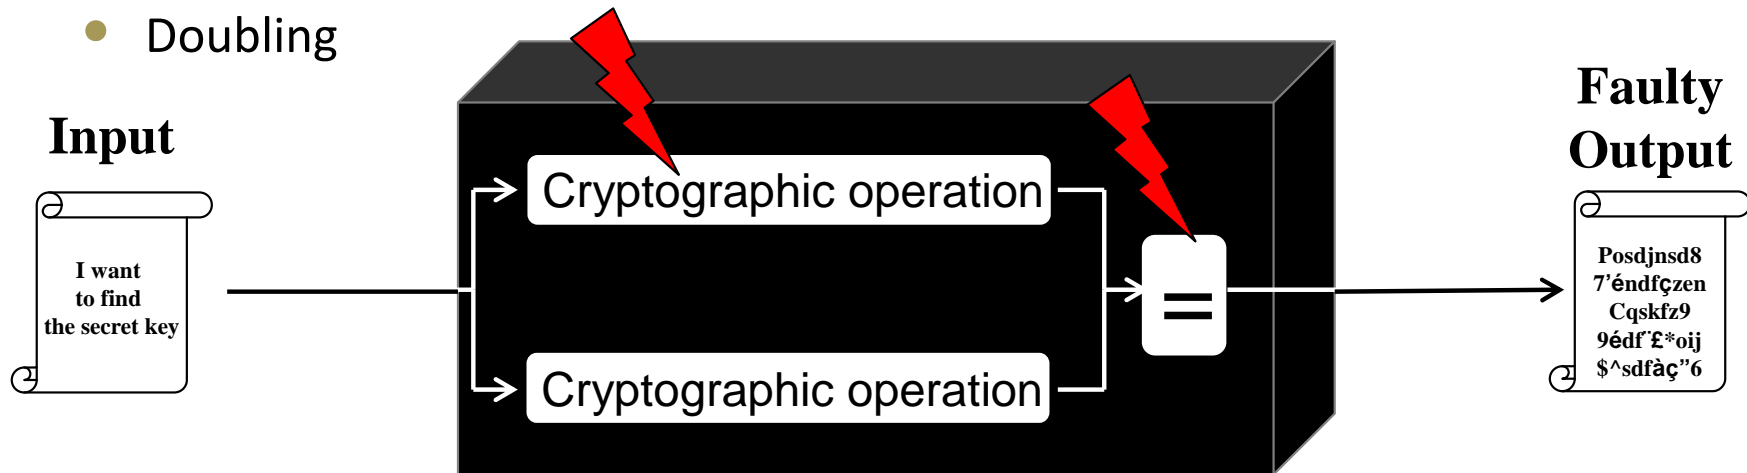 Doubling
Input
I want
to find
the secret key
Cryptographic operation
Cryptographic operation
=
Faulty
Output
Posdjnsd8
7’éndfçzen
Cqskfz9
9édf¨£*oij
$^sdfàç”6